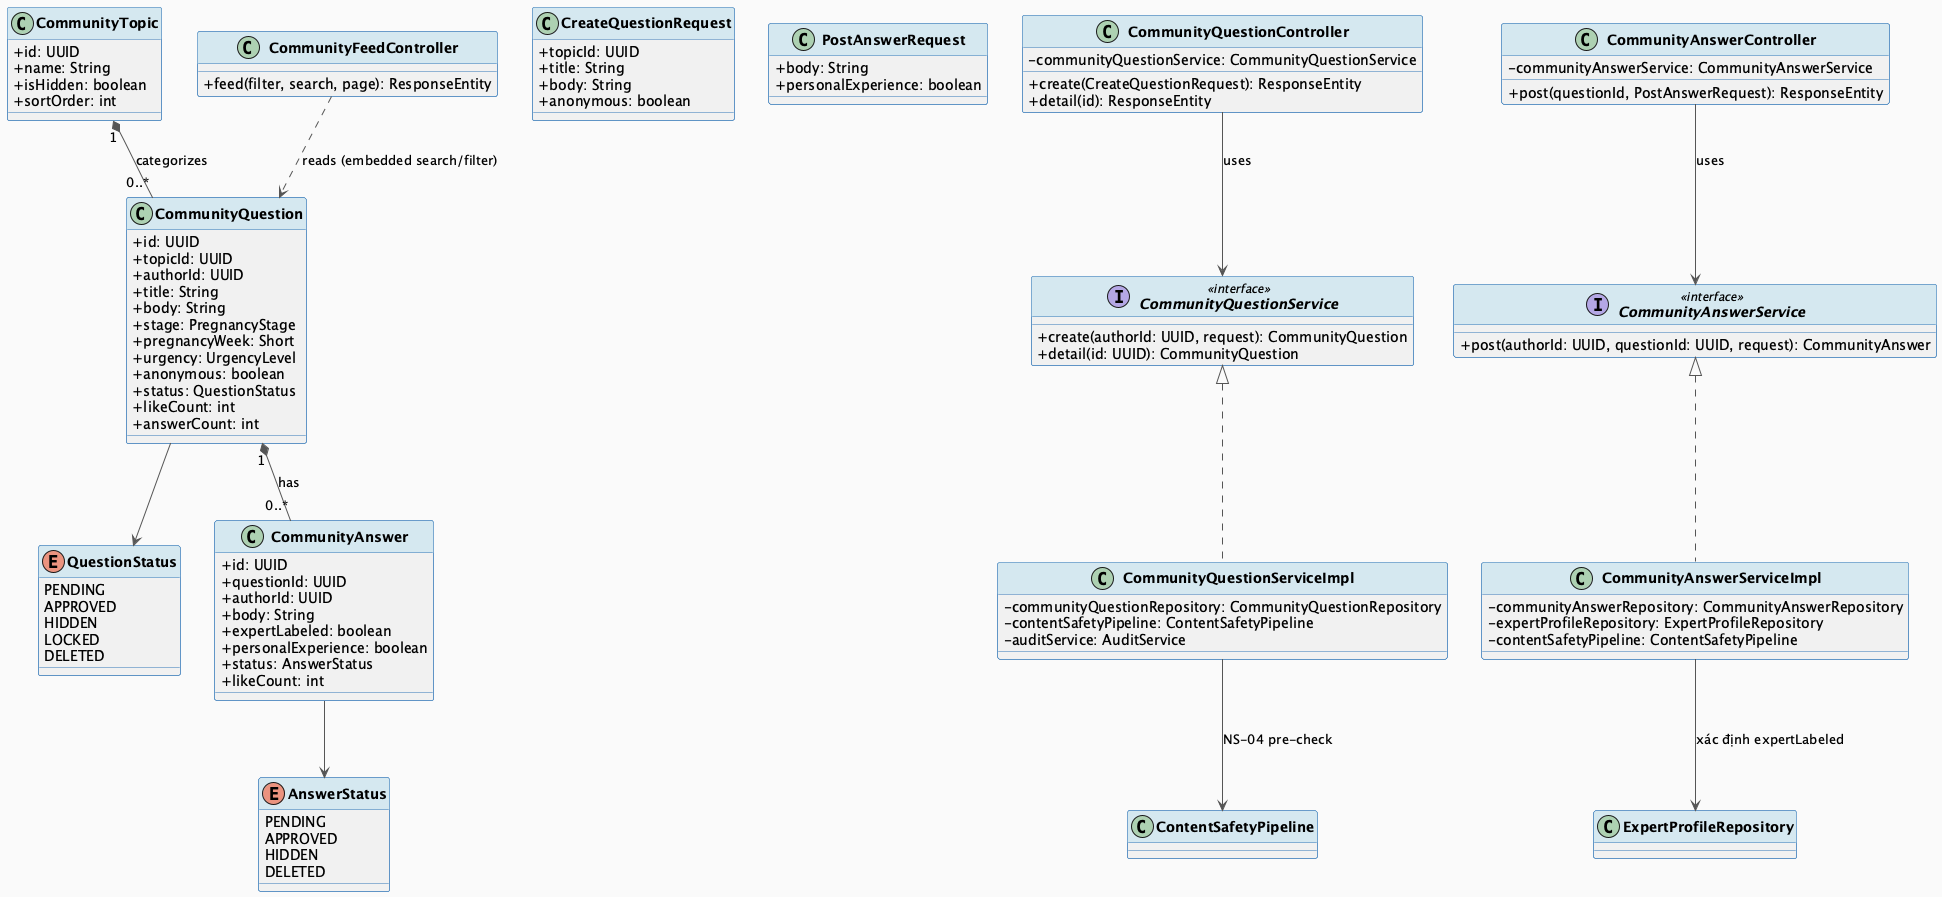 C CommunityTopic
+id: UUID
+name: String
+isHidden: boolean
+sortOrder: int
C CommunityFeedController
+feed(filter, search, page): ResponseEntity
C CreateQuestionRequest
+topicId: UUID
+title: String
+body: String
+anonymous: boolean
C PostAnswerRequest
+body: String
+personalExperience: boolean
C CommunityQuestionController
-communityQuestionService: CommunityQuestionService
+create(CreateQuestionRequest): ResponseEntity
+detail(id): ResponseEntity
C CommunityAnswerController
-communityAnswerService: CommunityAnswerService
+post(questionId, PostAnswerRequest): ResponseEntity
1
categorizes
0..*
reads (embedded search/filter)
uses
uses
C CommunityQuestion
+id: UUID
+topicId: UUID
+authorId: UUID
+title: String
+body: String
+stage: PregnancyStage
+pregnancyWeek: Short
+urgency: UrgencyLevel
+anonymous: boolean
+status: QuestionStatus
+likeCount: int
+answerCount: int
I «interface»
CommunityQuestionService
+create(authorId: UUID, request): CommunityQuestion
+detail(id: UUID): CommunityQuestion
I «interface»
CommunityAnswerService
+post(authorId: UUID, questionId: UUID, request): CommunityAnswer
1
has
0..*
E QuestionStatus
PENDING
APPROVED
HIDDEN
LOCKED
DELETED
C CommunityAnswer
+id: UUID
+questionId: UUID
+authorId: UUID
+body: String
+expertLabeled: boolean
+personalExperience: boolean
+status: AnswerStatus
+likeCount: int
C CommunityQuestionServiceImpl
-communityQuestionRepository: CommunityQuestionRepository
-contentSafetyPipeline: ContentSafetyPipeline
-auditService: AuditService
C CommunityAnswerServiceImpl
-communityAnswerRepository: CommunityAnswerRepository
-expertProfileRepository: ExpertProfileRepository
-contentSafetyPipeline: ContentSafetyPipeline
NS-04 pre-check
xác định expertLabeled
E AnswerStatus
PENDING
APPROVED
HIDDEN
DELETED
C ContentSafetyPipeline
C ExpertProfileRepository